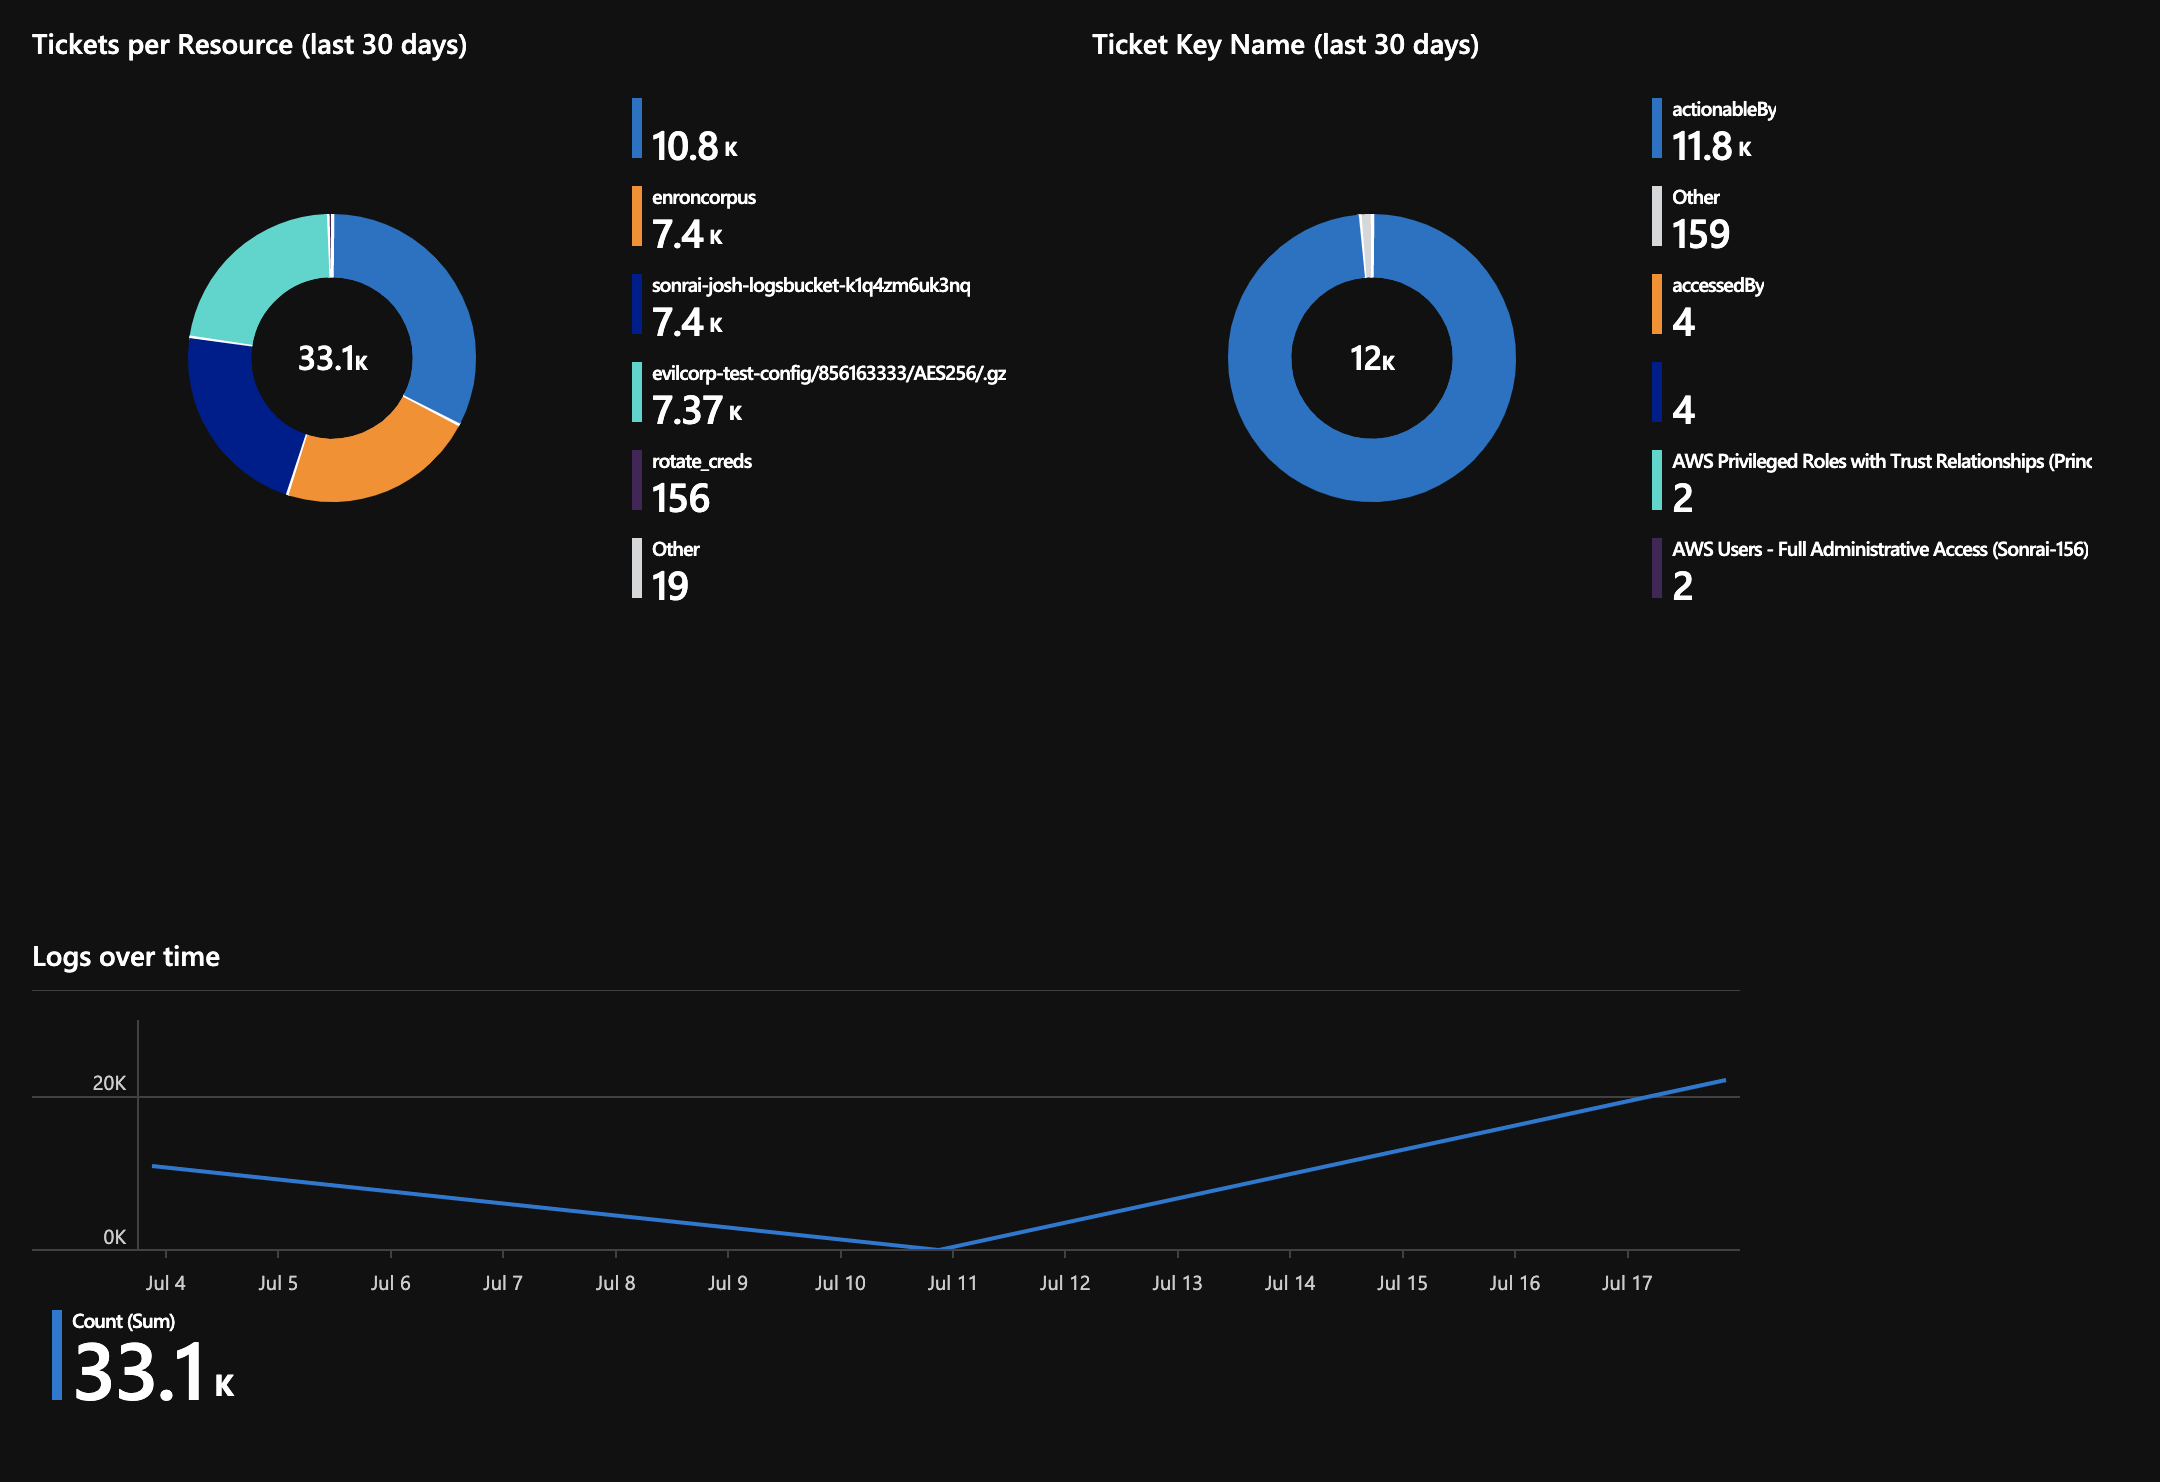 Tickets per Resource (last 30 days)
10.8 K
enroncorpus
7.4 K
sonrai-josh-logsbucket-k1q4zm6uk3nq
7.4 K
evilcorp-test-config/856163333/AES256/.gz
7.37 K
rotate_creds
156
Other
19
33.1K
Ticket Key Name (last 30 days)
actionableBy
11.8 K
Other
159
accessedBy
4
4
AWS Privileged Roles with Trust Relationships (Princ
2
AWS Users - Full Administrative Access (Sonrai-156)
2
12K
Logs over time
20K
0K
Jul 4 Jul 5 Jul 6 Jul 7 Jul 8 Jul 9 Jul 10 Jul 11 Jul 12 Jul 13 Jul 14 Jul 15 Jul 16 Jul 17
Count (Sum)
33.1 K